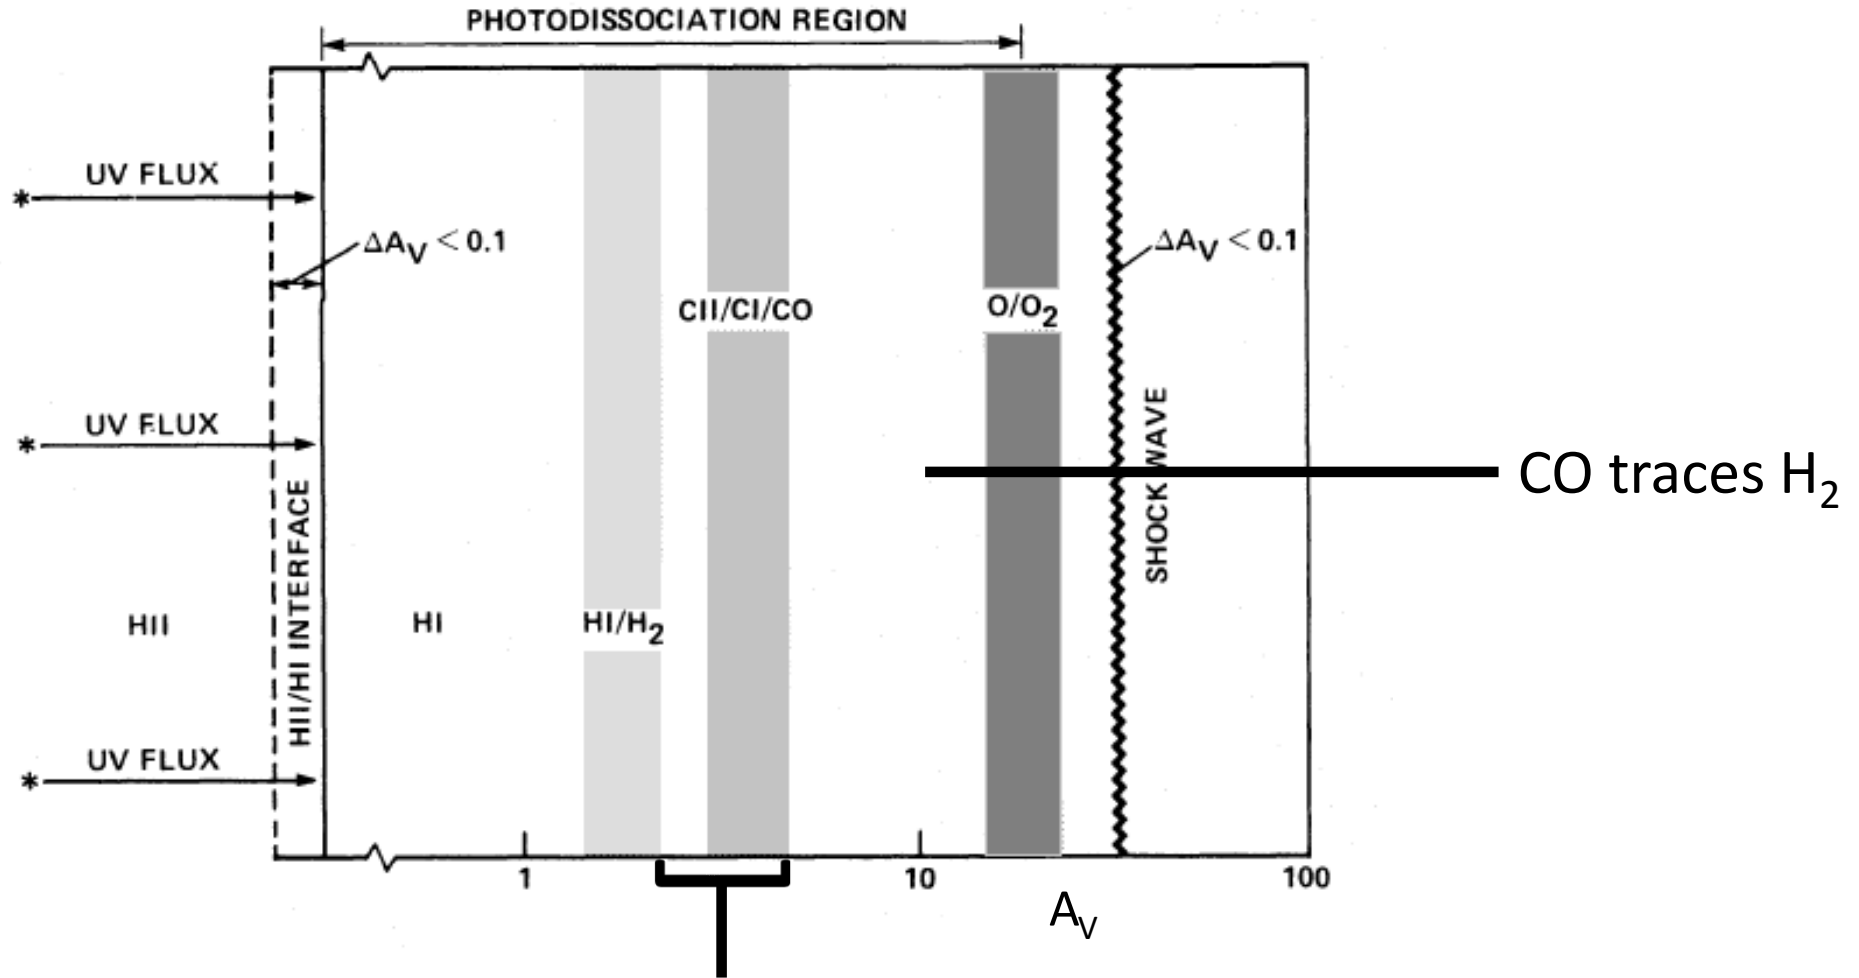 PHOTODISSOCIATION REGION
UV FLUX
ΔAV < 0.1
ΔAV < 0.1
CII/CI/CO
O/O2
UV FLUX
SHOCK WAVE
CO traces H2
HII/HI INTERFACE
HII
HI
HI/H2
UV FLUX
1
10
100
AV